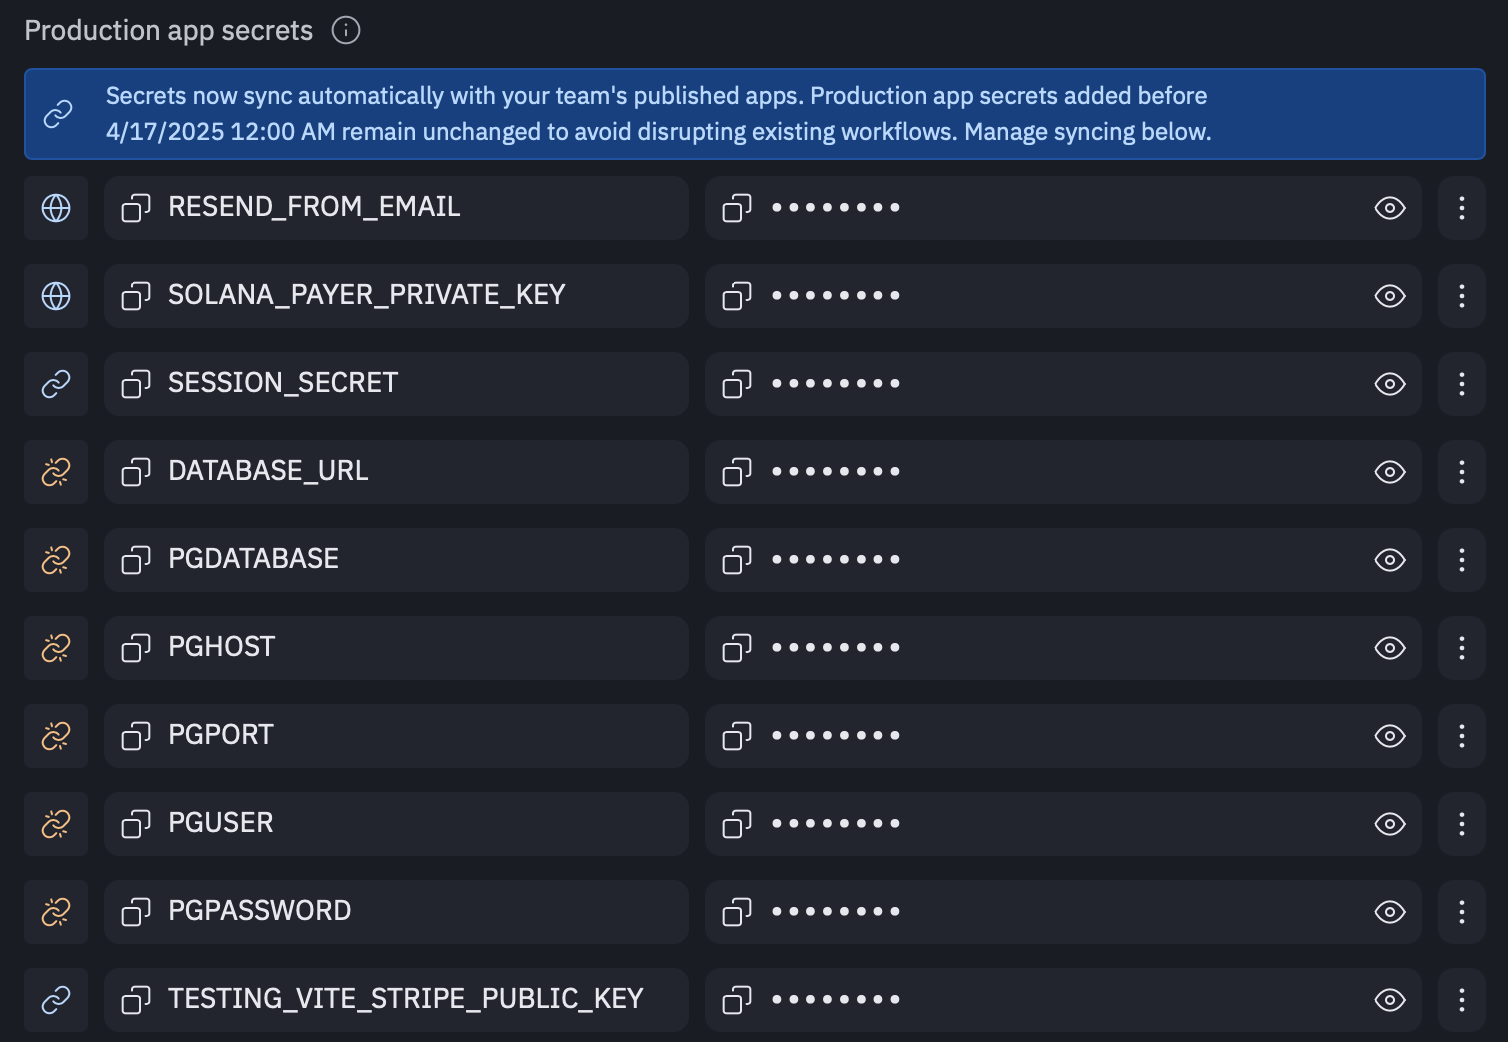 Production app secrets
Secrets now sync automatically with your team's published apps. Production app secrets added before
4/17/2025 12:00 AM remain unchanged to avoid disrupting existing workflows. Manage syncing below.
RESEND_FROM_EMAIL ••••••••
SOLANA_PAYER_PRIVATE_KEY ••••••••
SESSION_SECRET ••••••••
DATABASE_URL ••••••••
PGDATABASE ••••••••
PGHOST ••••••••
PGPORT ••••••••
PGUSER ••••••••
PGPASSWORD ••••••••
TESTING_VITE_STRIPE_PUBLIC_KEY ••••••••